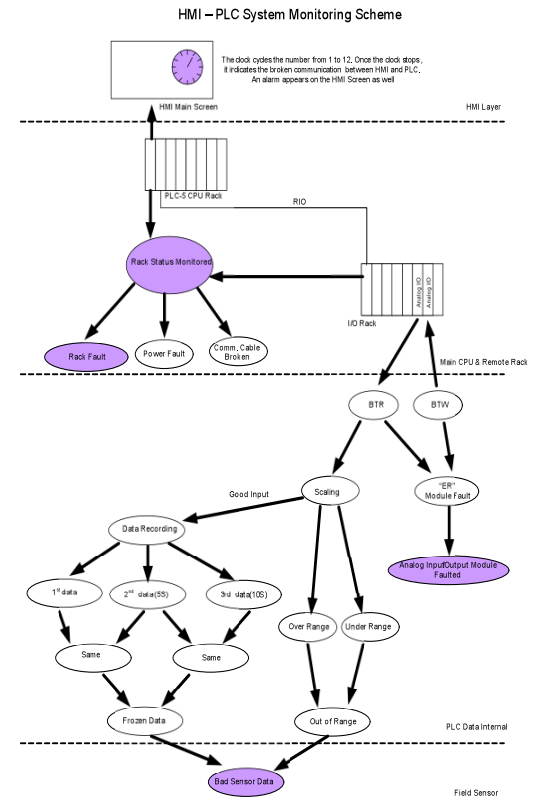 HMI – PLC System Monitoring Scheme
The clock cycles the number from 1 to 12. Once the clock stops,
it indicates the broken communication between HMI and PLC.
An alarm appears on the HMI Screen as well
HMI Main Screen
HMI Layer
PLC-5 CPU Rack
RIO
Rack Status Monitored
Analog I/O
Analog I/O
I/O Rack
Rack Fault
Power Fault
Comm. Cable
Broken
Main CPU & Remote Rack
BTR
BTW
Scaling
"ER"
Module Fault
Good Input
Data Recording
Analog Input/Output Module
Faulted
1st data
2nd data(5S)
3rd data(10S)
Over Range
Under Range
Same
Same
Frozen Data
Out of Range
PLC Data Internal
Bad Sensor Data
Field Sensor